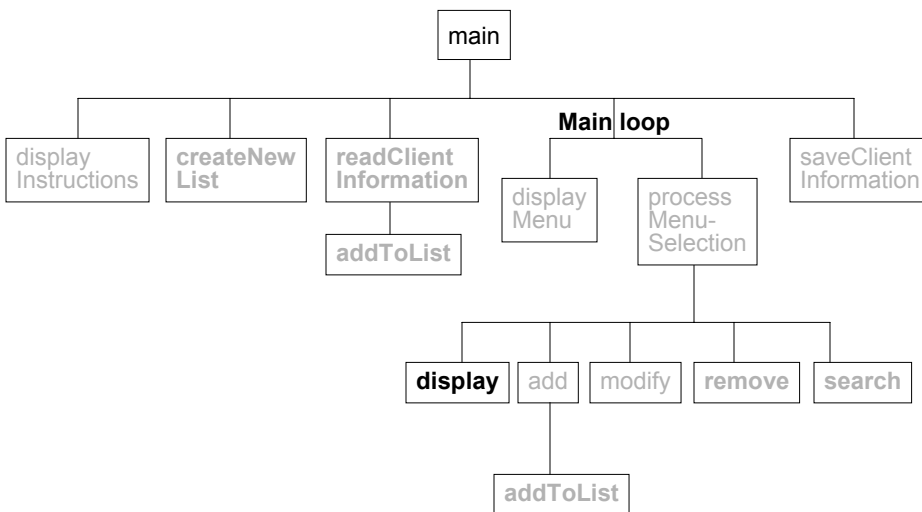 main
Main loop
display
Instructions
createNew
List
readClient
Information
saveClient
Information
display
Menu
process
Menu-
Selection
addToList
display
add
modify
remove
search
addToList